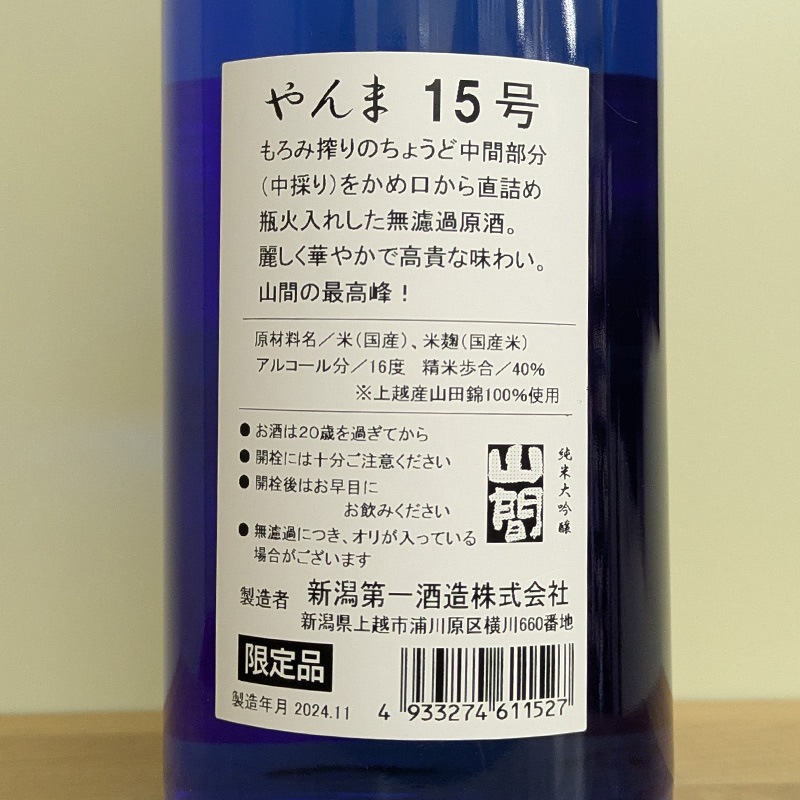 やんま 15号
もろみ搾りのちょうど中間部分
(中採り)をかめ口から直詰め
瓶火入れした無濾過原酒。
麗しく華やかで高貴な味わい。
山間の最高峰！
原材料名／米(国産)、米麹(国産米)
アルコール分／16度 精米歩合／40%
※上越産山田錦100%使用
● お酒は20歳を過ぎてから
● 開栓には十分ご注意ください
● 開栓後はお早目に
お飲みください
● 無濾過につき、オリが入っている
場合がございます
山間
純米大吟醸
製造者 新潟第一酒造株式会社
新潟県上越市浦川原区横川660番地
限定品
製造年月 2024.11
4 933274 611527